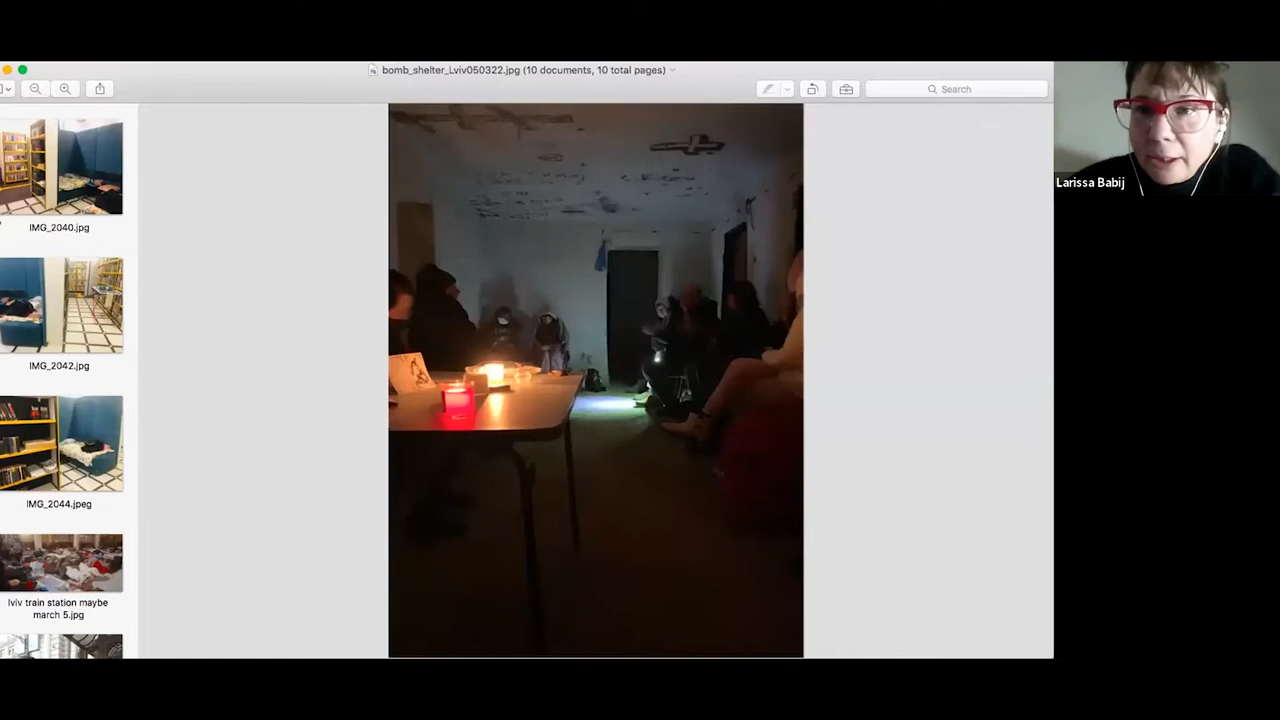 bomb_shelter_Lviv050322.jpg (10 documents, 10 total pages)
Search
IMG_2040.jpg
IMG_2042.jpg
IMG_2044.jpeg
lviv train station maybe
march 5.jpg
Larissa Babij